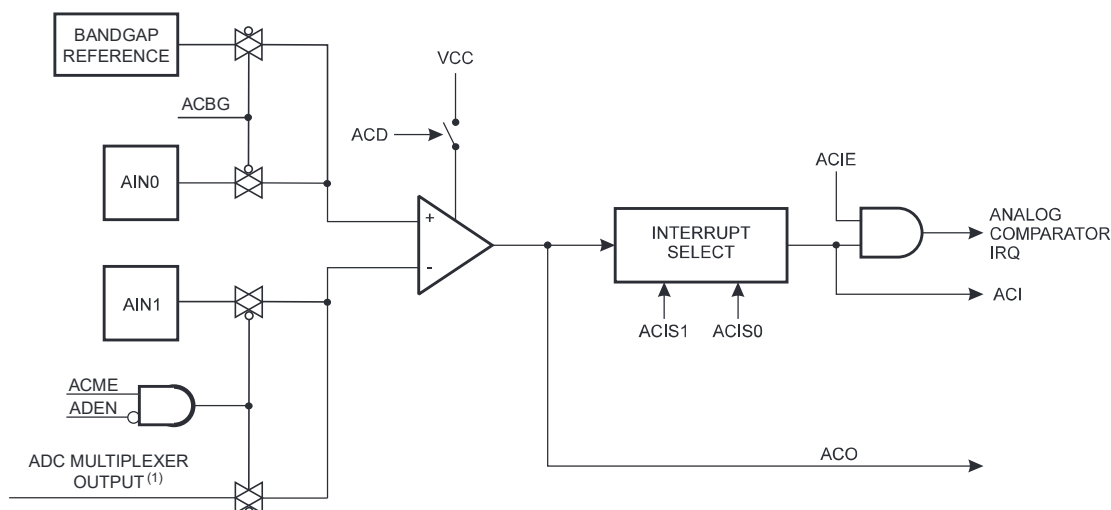 BANDGAP
REFERENCE
VCC
ACBG
ACD
ACIE
AIN0
+
INTERRUPT
SELECT
ANALOG
COMPARATOR
IRQ
-
AIN1
ACI
ACIS1 ACIS0
ACME
ADEN
ADC MULTIPLEXER
OUTPUT (1)
ACO